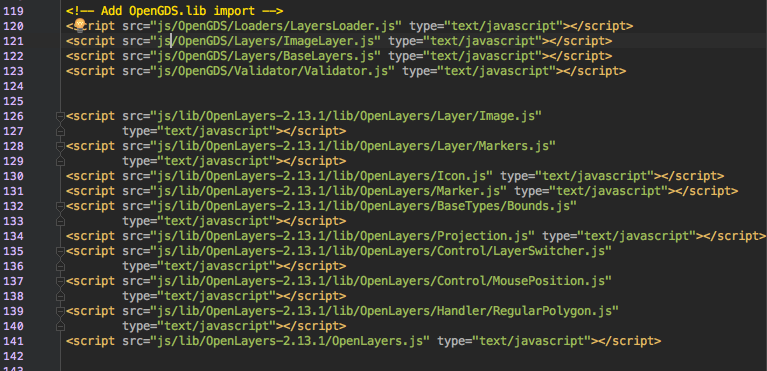 119 <!-- Add OpenGDS.lib import -->
120 <script src="js/OpenGDS/Loaders/LayersLoader.js" type="text/javascript"></script>
121 <script src="js/OpenGDS/Layers/ImageLayer.js" type="text/javascript"></script>
122 <script src="js/OpenGDS/Layers/BaseLayers.js" type="text/javascript"></script>
123 <script src="js/OpenGDS/Validator/Validator.js" type="text/javascript"></script>
124
125
126 <script src="js/lib/OpenLayers-2.13.1/lib/OpenLayers/Layer/Image.js"
127 type="text/javascript"></script>
128 <script src="js/lib/OpenLayers-2.13.1/lib/OpenLayers/Layer/Markers.js"
129 type="text/javascript"></script>
130 <script src="js/lib/OpenLayers-2.13.1/lib/OpenLayers/Icon.js" type="text/javascript"></script>
131 <script src="js/lib/OpenLayers-2.13.1/lib/OpenLayers/Marker.js" type="text/javascript"></script>
132 <script src="js/lib/OpenLayers-2.13.1/lib/OpenLayers/BaseTypes/Bounds.js"
133 type="text/javascript"></script>
134 <script src="js/lib/OpenLayers-2.13.1/lib/OpenLayers/Projection.js" type="text/javascript"></script>
135 <script src="js/lib/OpenLayers-2.13.1/lib/OpenLayers/Control/LayerSwitcher.js"
136 type="text/javascript"></script>
137 <script src="js/lib/OpenLayers-2.13.1/lib/OpenLayers/Control/MousePosition.js"
138 type="text/javascript"></script>
139 <script src="js/lib/OpenLayers-2.13.1/lib/OpenLayers/Handler/RegularPolygon.js"
140 type="text/javascript"></script>
141 <script src="js/lib/OpenLayers-2.13.1/OpenLayers.js" type="text/javascript"></script>
142
143